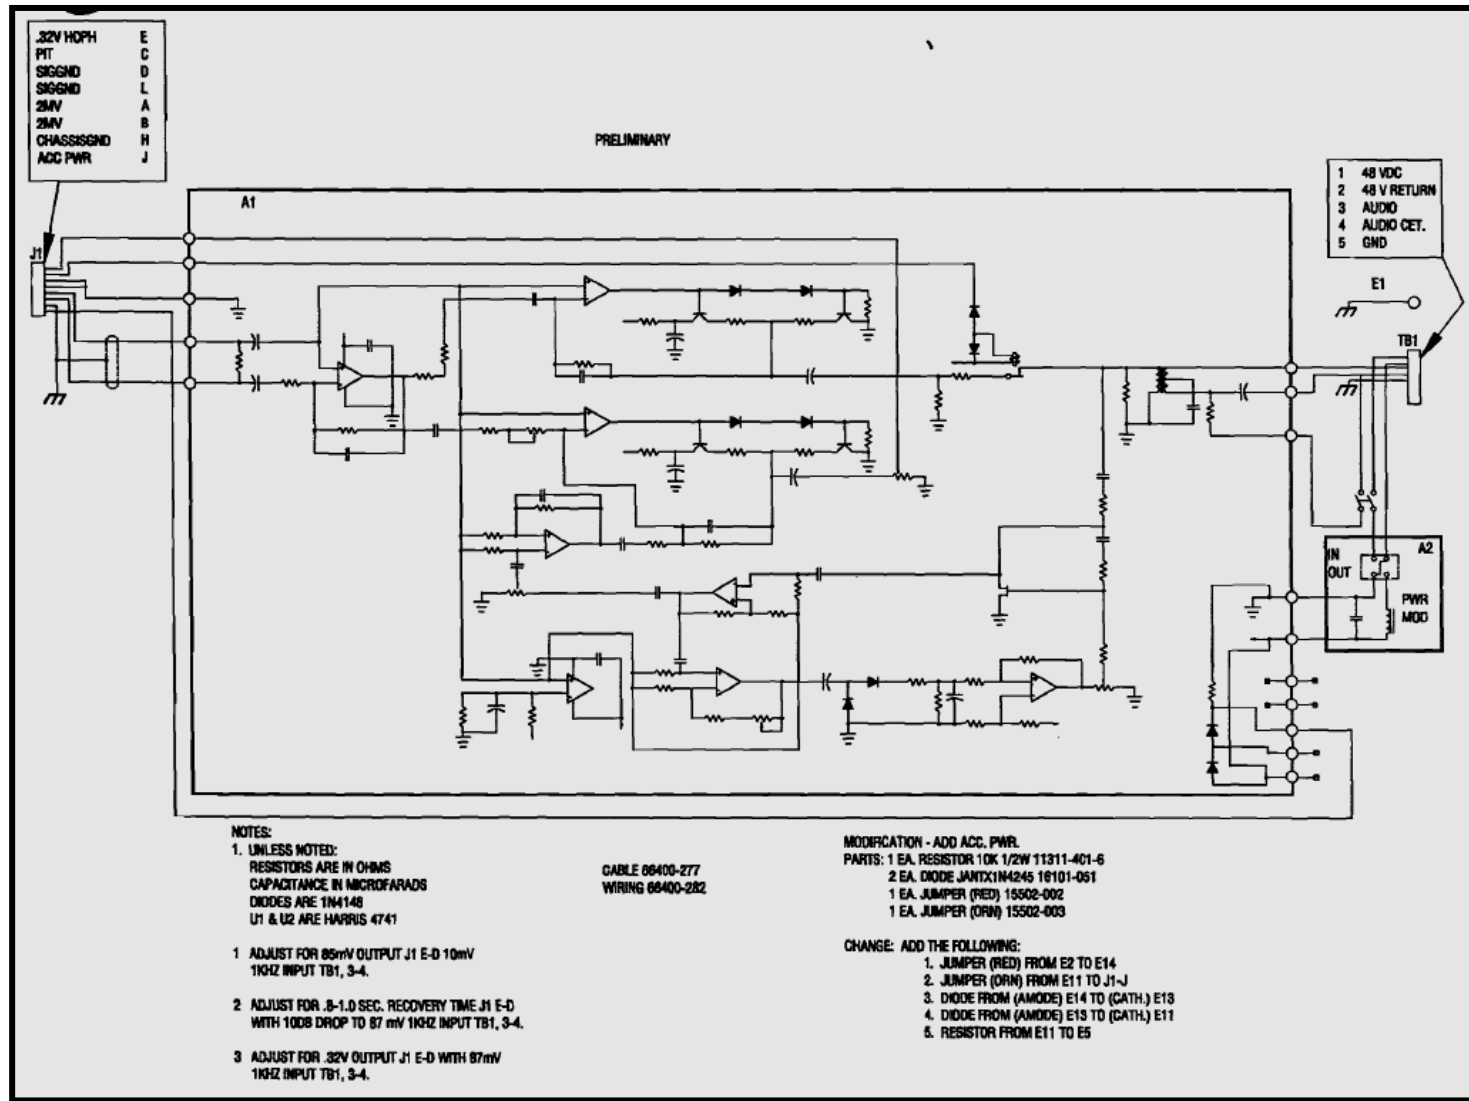 .32V HOPH E
PIT C
SIGGND D
SIGGND L
2MV A
2MV B
CHASSISGND H
ACC PWR J
PRELIMINARY
A1
J1
1 48 VDC
2 48 V RETURN
3 AUDIO
4 AUDIO CET.
5 GND
E1
TB1
IN
OUT
A2
PWR
MOD
NOTES:
1. UNLESS NOTED:
RESISTORS ARE IN OHMS
CAPACITANCE IN MICROFARADS
DIODES ARE 1N4148
U1 & U2 ARE HARRIS 4741
1 ADJUST FOR 85mV OUTPUT J1 E-D 10mV
1KHZ INPUT TB1, 3-4.
2 ADJUST FOR .8-1.0 SEC. RECOVERY TIME J1 E-D
WITH 10DB DROP TO 87 mV 1KHZ INPUT TB1, 3-4.
3 ADJUST FOR .32V OUTPUT J1 E-D WITH 87mV
1KHZ INPUT TB1, 3-4.
CABLE 66400-277
WIRING 66400-282
MODIFICATION - ADD ACC. PWR.
PARTS: 1 EA. RESISTOR 10K 1/2W 11311-401-6
2 EA. DIODE JANTX1N4245 16101-051
1 EA. JUMPER (RED) 15502-002
1 EA. JUMPER (ORN) 15502-003
CHANGE: ADD THE FOLLOWING:
1. JUMPER (RED) FROM E2 TO E14
2. JUMPER (ORN) FROM E11 TO J1-J
3. DIODE FROM (AMODE) E14 TO (CATH.) E13
4. DIODE FROM (AMODE) E13 TO (CATH.) E11
5. RESISTOR FROM E11 TO E5